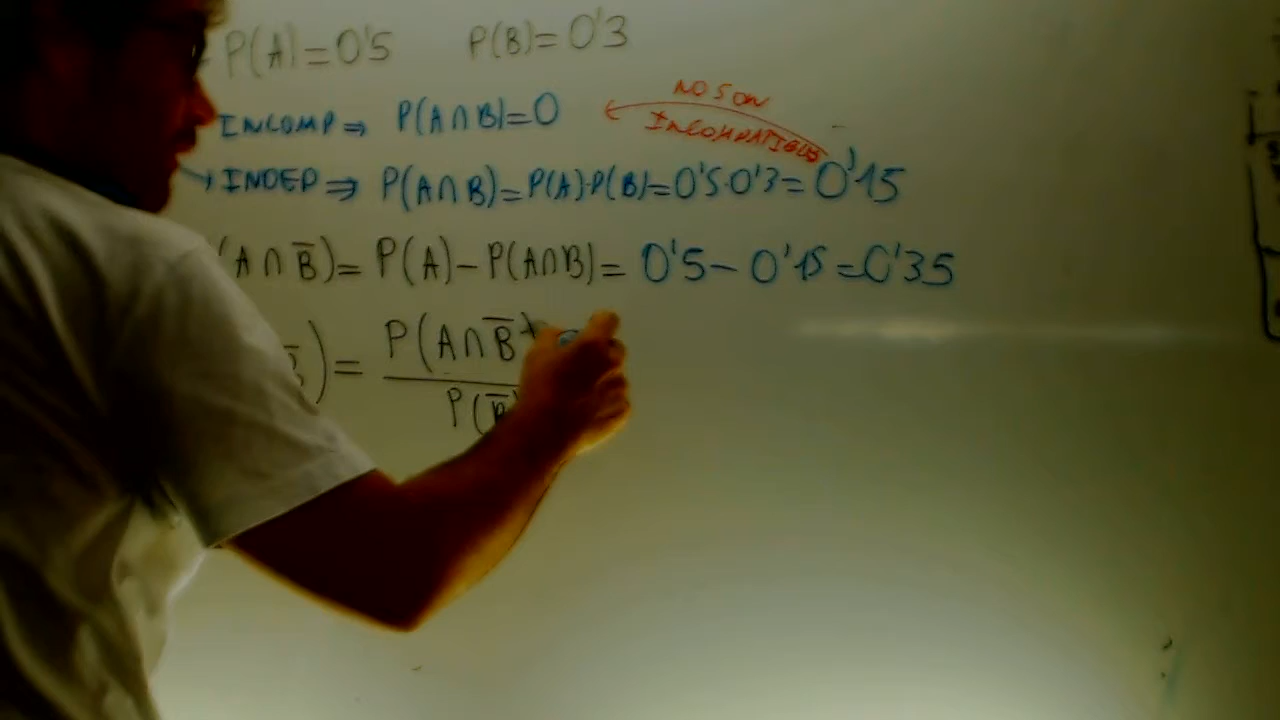 P(A)=0'5 P(B)=0'3
INCOMP ⇒ P(A∩B)=0
NO SON
INCOMPATIBLES
INDEP ⇒ P(A∩B)=P(A)·P(B)=0'5·0'3=0'15
(A∩B̅)=P(A)-P(A∩B)=0'5-0'15=0'35
)= P(A∩B̅)
P(B̅